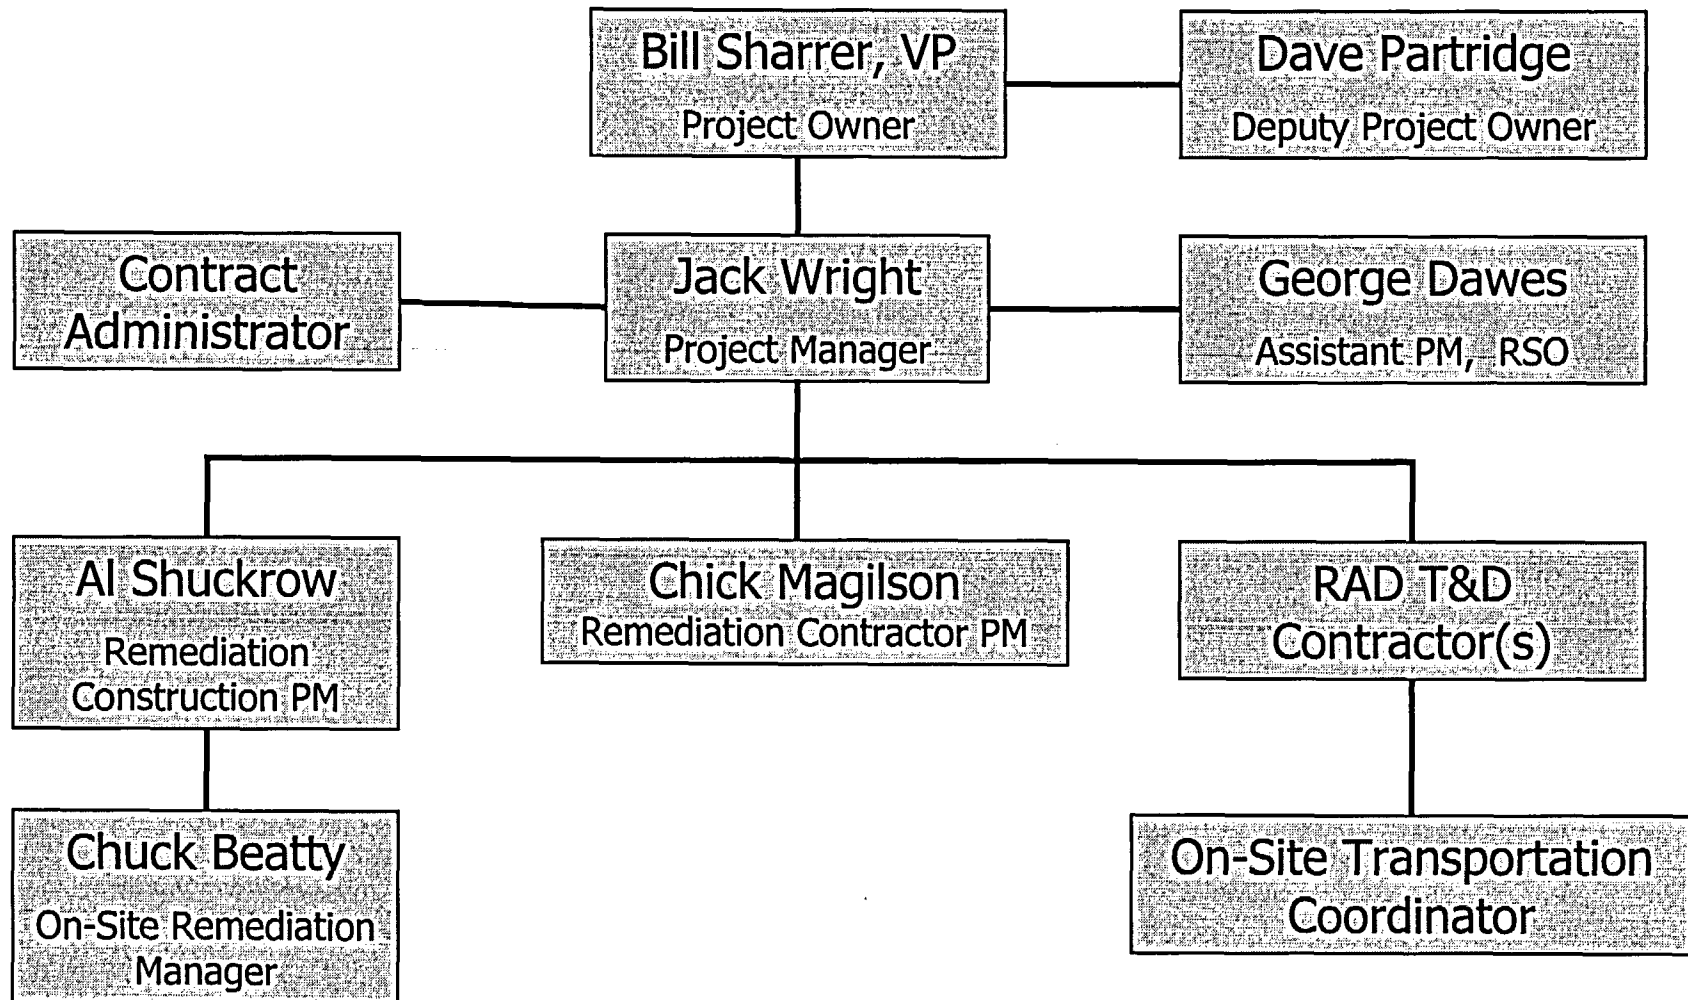 Bill Sharrer, VP
Project Owner
Dave Partridge
Deputy Project Owner
Contract
Administrator
Jack Wright
Project Manager
George Dawes
Assistant PM, RSO
Al Shuckrow
Remediation
Construction PM
Chick Magilson
Remediation Contractor PM
RAD T&D
Contractor(s)
Chuck Beatty
On-Site Remediation
Manager
On-Site Transportation
Coordinator